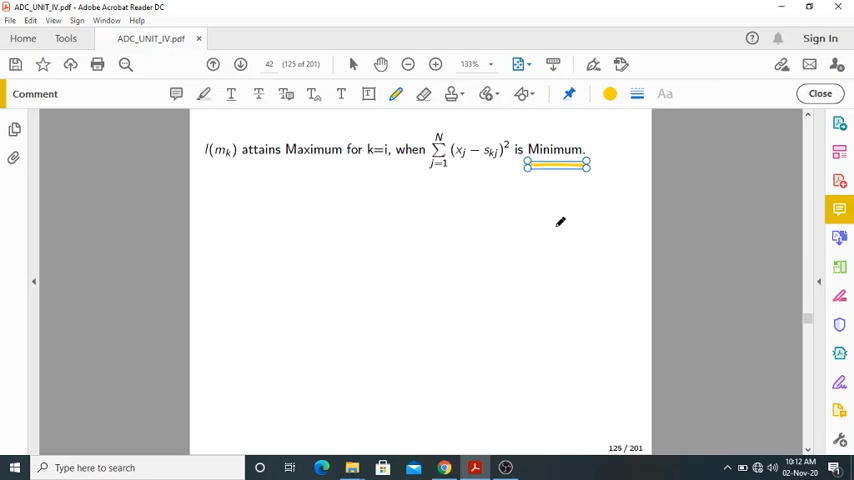 ADC_UNIT_IV.pdf - Adobe Acrobat Reader DC
File Edit View Sign Window Help
Home Tools ADC_UNIT_IV.pdf × Sign In
42 (125 of 201) 133%
Comment Aa Close
l(m_k) attains Maximum for k=i, when \sum_{j=1}^{N} (x_j − s_{kj})^2 is Minimum.
125 / 201
Type here to search
10:12 AM
02-Nov-20